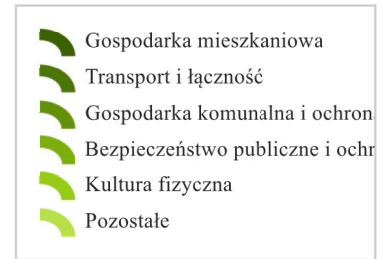 Gospodarka mieszkaniowa
Transport i łączność
Gospodarka komunalna i ochron
Bezpieczeństwo publiczne i ochr
Kultura fizyczna
Pozostałe